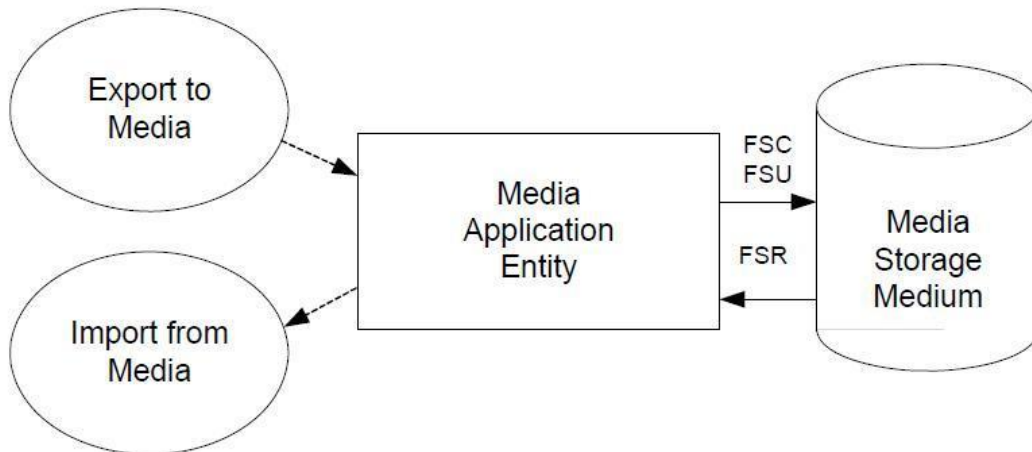 Export to
Media
Import from
Media
Media
Application
Entity
FSC
FSU
FSR
Media
Storage
Medium